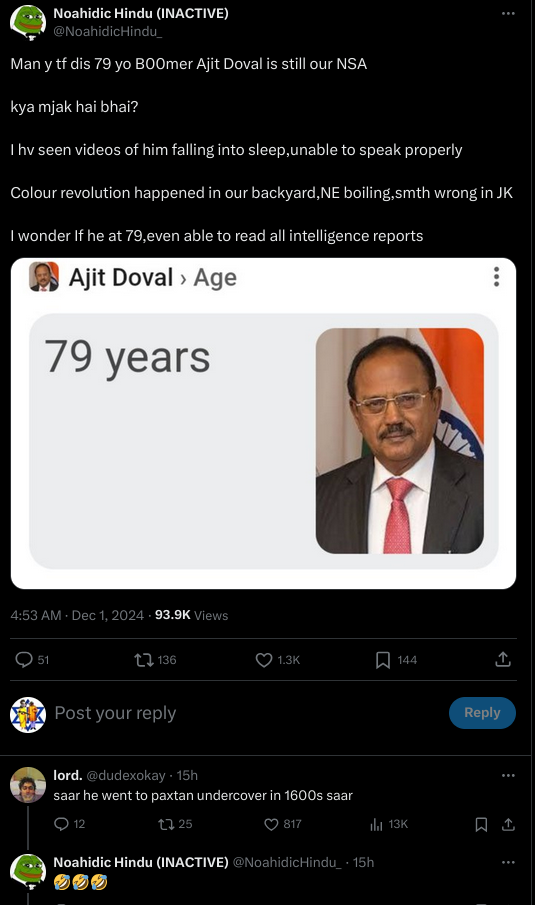 Noahidic Hindu (INACTIVE)
@NoahidicHindu_
Man y tf dis 79 yo B00mer Ajit Doval is still our NSA
kya mjak hai bhai?
I hv seen videos of him falling into sleep,unable to speak properly
Colour revolution happened in our backyard,NE boiling,smth wrong in JK
I wonder If he at 79,even able to read all intelligence reports
Ajit Doval › Age
79 years
4:53 AM · Dec 1, 2024 · 93.9K Views
51 136 1.3K 144
Post your reply Reply
lord. @dudexokay · 15h
saar he went to paxtan undercover in 1600s saar
12 25 817 13K
Noahidic Hindu (INACTIVE) @NoahidicHindu_ · 15h
🤣🤣🤣